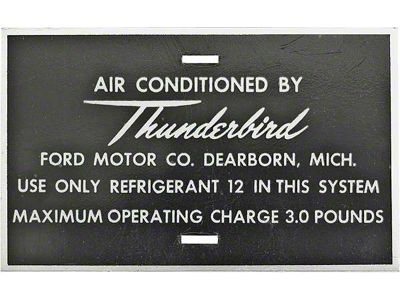 AIR CONDITIONED BY
Thunderbird
FORD MOTOR CO. DEARBORN, MICH.
USE ONLY REFRIGERANT 12 IN THIS SYSTEM
MAXIMUM OPERATING CHARGE 3.0 POUNDS